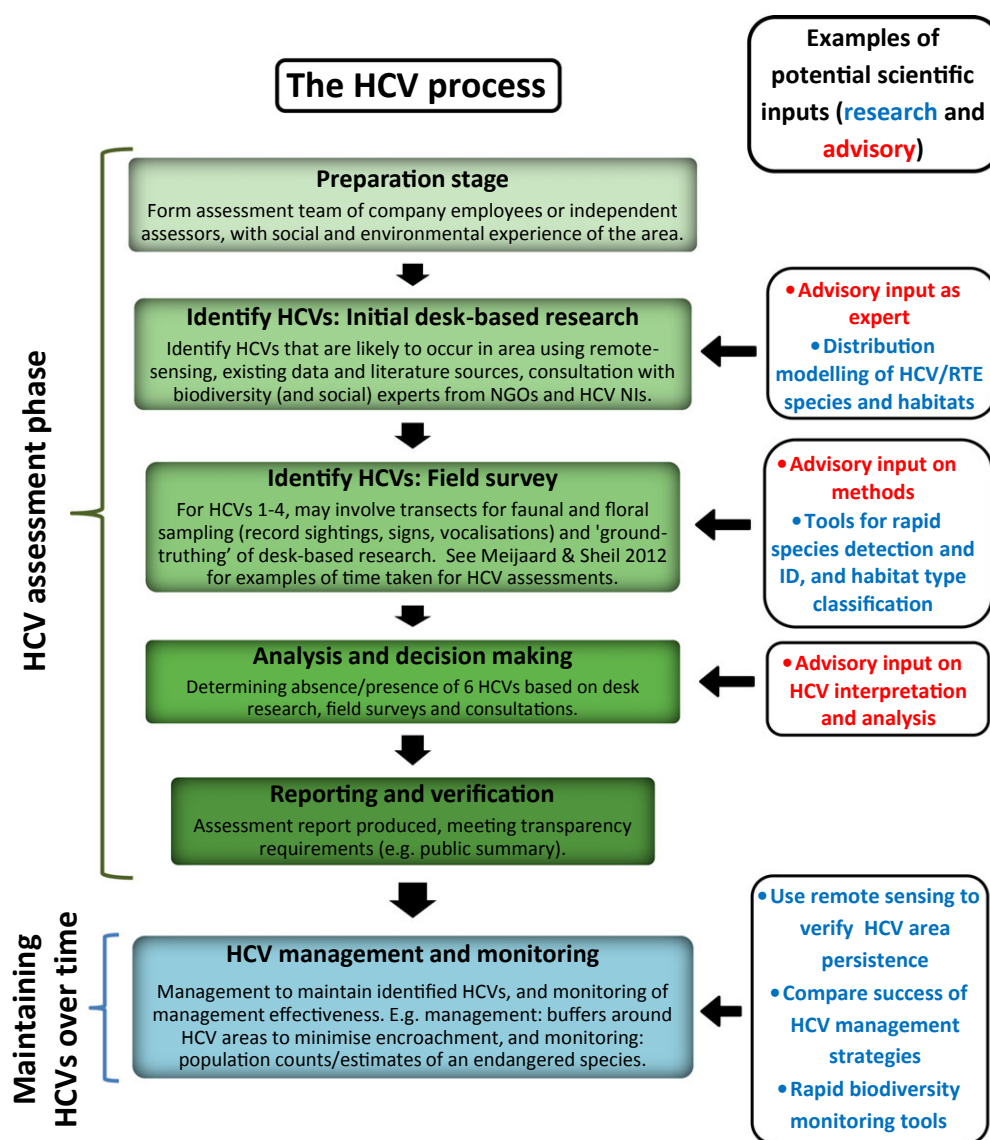 The HCV process
Examples of
potential scientific
inputs (research and
advisory)
HCV assessment phase
Preparation stage
Form assessment team of company employees or independent
assessors, with social and environmental experience of the area.
Identify HCVs: Initial desk-based research
Identify HCVs that are likely to occur in area using remote-
sensing, existing data and literature sources, consultation with
biodiversity (and social) experts from NGOs and HCV NIs.
•Advisory input as
expert
•Distribution
modelling of HCV/RTE
species and habitats
Identify HCVs: Field survey
For HCVs 1-4, may involve transects for faunal and floral
sampling (record sightings, signs, vocalisations) and 'ground-
truthing’ of desk-based research.  See Meijaard & Sheil 2012
for examples of time taken for HCV assessments.
•Advisory input on
methods
•Tools for rapid
species detection and
ID, and habitat type
classification
Analysis and decision making
Determining absence/presence of 6 HCVs based on desk
research, field surveys and consultations.
•Advisory input on
HCV interpretation
and analysis
Reporting and verification
Assessment report produced, meeting transparency
requirements (e.g. public summary).
Maintaining
HCVs over time
HCV management and monitoring
Management to maintain identified HCVs, and monitoring of
management effectiveness. E.g. management: buffers around
HCV areas to minimise encroachment, and monitoring:
population counts/estimates of an endangered species.
•Use remote sensing to
verify  HCV area
persistence
•Compare success of
HCV management
strategies
•Rapid biodiversity
monitoring tools